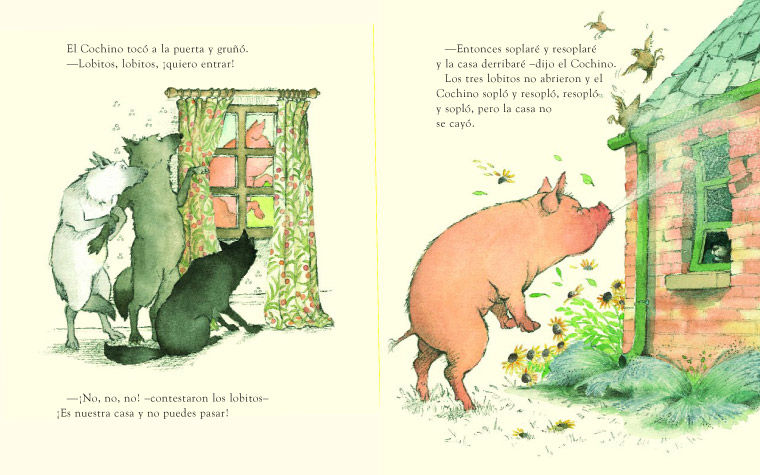 El Cochino tocó a la puerta y gruñó.
—Lobitos, lobitos, ¡quiero entrar!
—¡No, no, no! –contestaron los lobitos–
¡Es nuestra casa y no puedes pasar!
—Entonces soplaré y resoplaré
y la casa derribaré –dijo el Cochino.
Los tres lobitos no abrieron y el
Cochino sopló y resopló, resopló
y sopló, pero la casa no
se cayó.